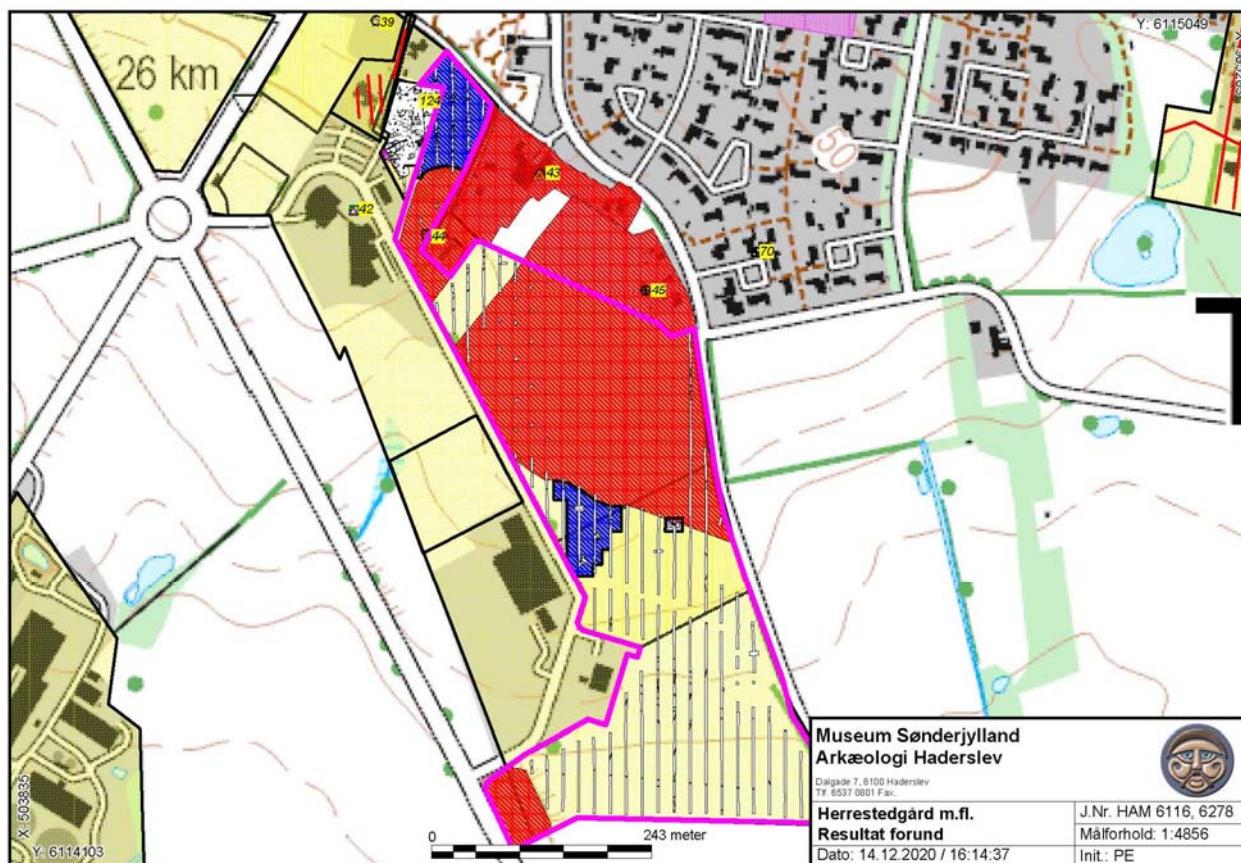 Y: 6115049
39
26 km
124
43
50
42
44
70
45
X: 503835
Y: 6114103
0
243 meter
Museum Sønderjylland
Arkæologi Haderslev
Dalgade 7, 6100 Haderslev
Tlf. 6537 0801 Fax:
Herrestedgård m.fl.
J.Nr. HAM 6116, 6278
Resultat forund
Målforhold: 1:4856
Dato: 14.12.2020 / 16:14:37
Init.: PE